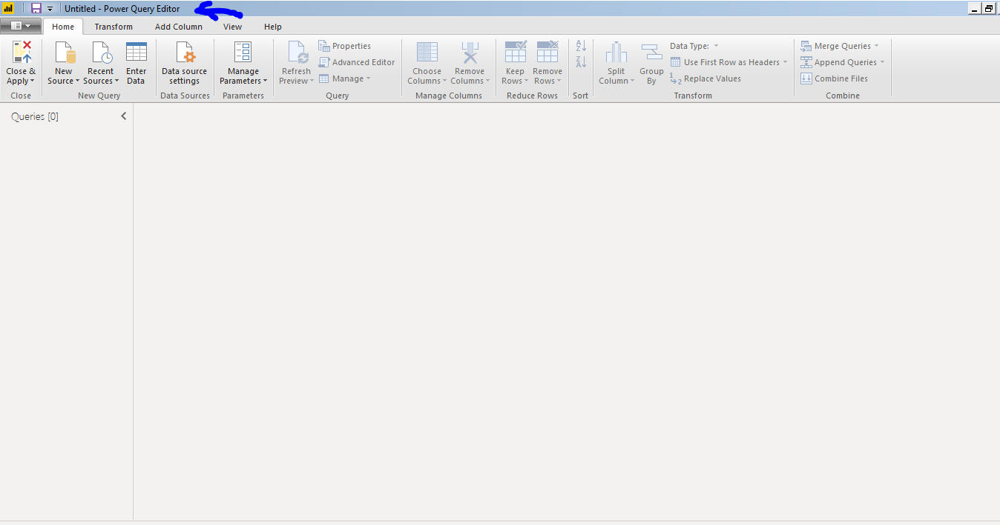 Untitled - Power Query Editor
Home Transform Add Column View Help
Close & Apply
Close
New Source
Recent Sources
Enter Data
New Query
Data source settings
Data Sources
Manage Parameters
Parameters
Refresh Preview
Properties
Advanced Editor
Manage
Query
Choose Columns
Remove Columns
Manage Columns
Keep Rows
Remove Rows
Reduce Rows
A Z
Z A
Sort
Split Column
Group By
Data Type:
Use First Row as Headers
1 2 Replace Values
Transform
Merge Queries
Append Queries
Combine Files
Combine
Queries [0]